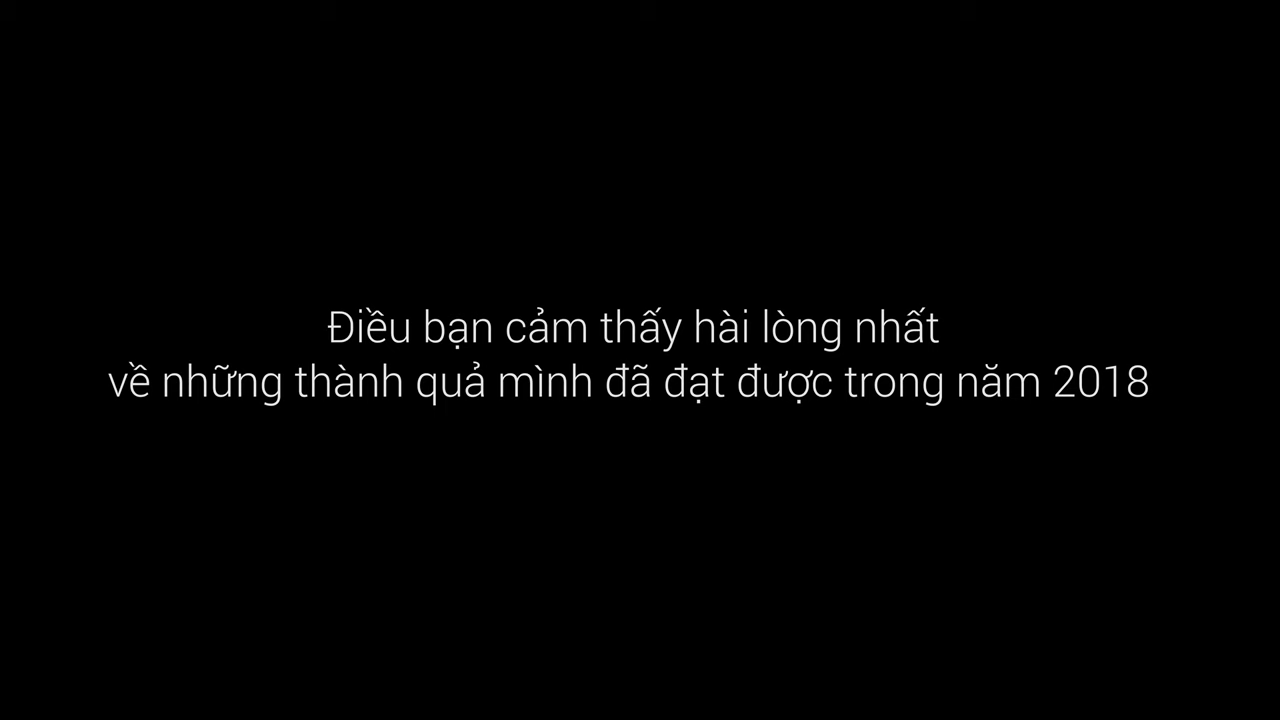 Điều bạn cảm thấy hài lòng nhất
về những thành quả mình đã đạt được trong năm 2018